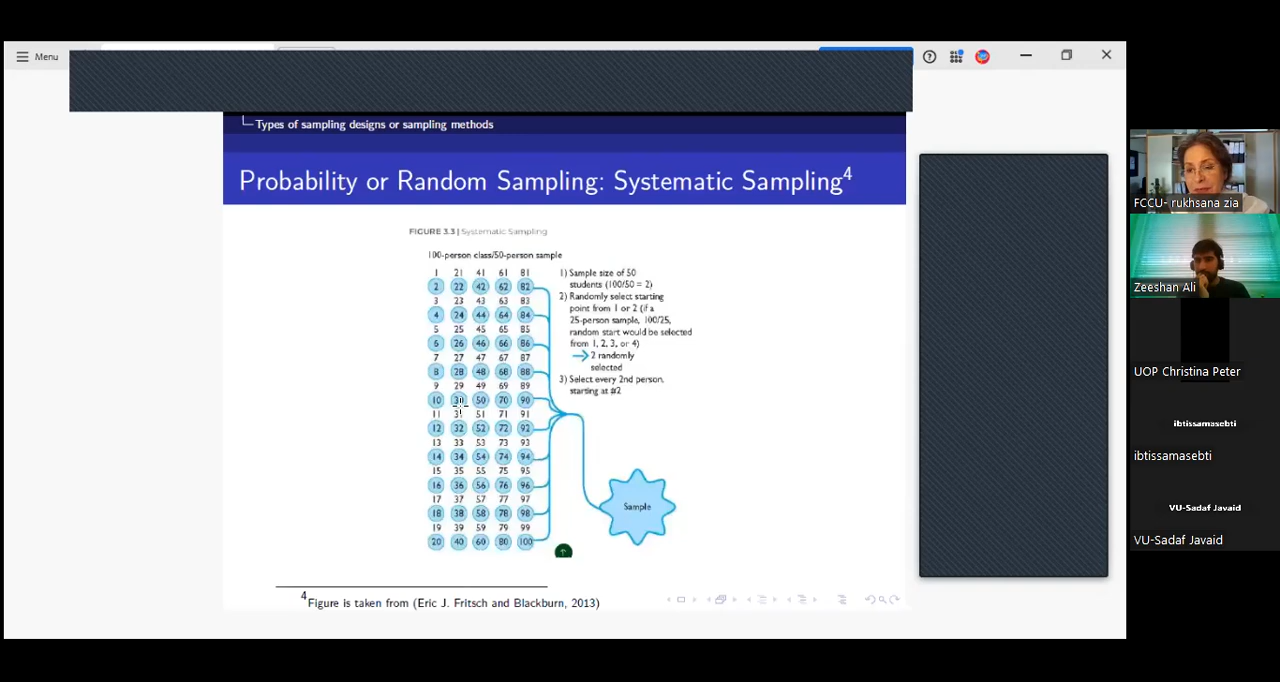 Menu
Types of sampling designs or sampling methods
Probability or Random Sampling: Systematic Sampling4
FIGURE 3.3 | Systematic Sampling
100-person class/50-person sample
1 21 41 61 81
2 22 42 62 82
3 23 43 63 83
4 24 44 64 84
5 25 45 65 85
6 26 46 66 86
7 27 47 67 87
8 28 48 68 88
9 29 49 69 89
10 30 50 70 90
11 31 51 71 91
12 32 52 72 92
13 33 53 73 93
14 34 54 74 94
15 35 55 75 95
16 36 56 76 96
17 37 57 77 97
18 38 58 78 98
19 39 59 79 99
20 40 60 80 100
1) Sample size of 50
students (100/50 = 2)
2) Randomly select starting
point from 1 or 2 (if a
25-person sample, 100/25,
random start would be selected
from 1, 2, 3, or 4)
→ 2 randomly
selected
3) Select every 2nd person,
starting at #2
Sample
4Figure is taken from (Eric J. Fritsch and Blackburn, 2013)
FCCU- rukhsana zia
Zeeshan Ali
UOP Christina Peter
ibtissamasebti
ibtissamasebti
VU-Sadaf Javaid
VU-Sadaf Javaid